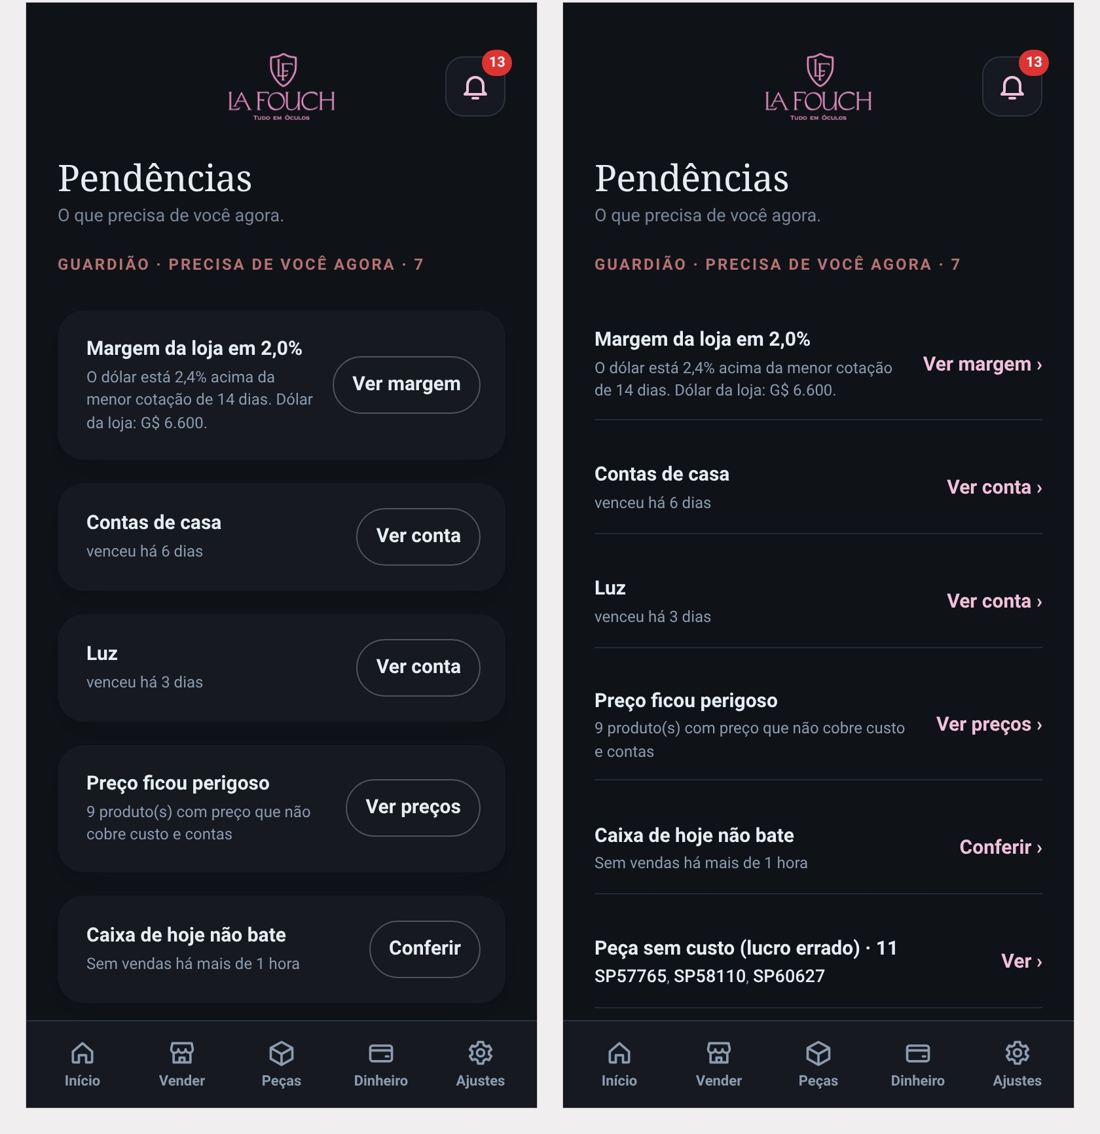 LF
LA FOUCH
TUDO EM ÓCULOS
13
Pendências
O que precisa de você agora.
GUARDIÃO · PRECISA DE VOCÊ AGORA · 7
Margem da loja em 2,0%
O dólar está 2,4% acima da
menor cotação de 14 dias. Dólar
da loja: G$ 6.600.
Ver margem
Contas de casa
venceu há 6 dias
Ver conta
Luz
venceu há 3 dias
Ver conta
Preço ficou perigoso
9 produto(s) com preço que não
cobre custo e contas
Ver preços
Caixa de hoje não bate
Sem vendas há mais de 1 hora
Conferir
Início
Vender
Peças
Dinheiro
Ajustes
LF
LA FOUCH
TUDO EM ÓCULOS
13
Pendências
O que precisa de você agora.
GUARDIÃO · PRECISA DE VOCÊ AGORA · 7
Margem da loja em 2,0%
O dólar está 2,4% acima da menor cotação
de 14 dias. Dólar da loja: G$ 6.600.
Ver margem ›
Contas de casa
venceu há 6 dias
Ver conta ›
Luz
venceu há 3 dias
Ver conta ›
Preço ficou perigoso
9 produto(s) com preço que não cobre custo
e contas
Ver preços ›
Caixa de hoje não bate
Sem vendas há mais de 1 hora
Conferir ›
Peça sem custo (lucro errado) · 11
SP57765, SP58110, SP60627
Ver ›
Início
Vender
Peças
Dinheiro
Ajustes